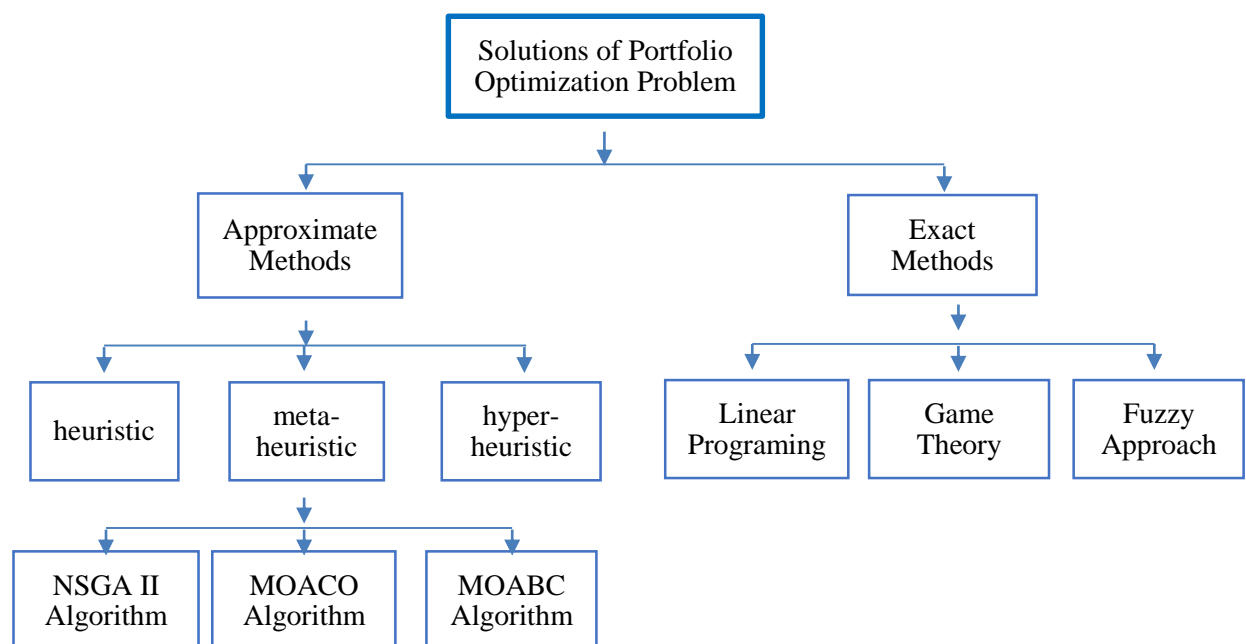 Solutions of Portfolio
Optimization Problem
Approximate
Methods
Exact
Methods
heuristic
meta-
heuristic
hyper-
heuristic
Linear
Programing
Game
Theory
Fuzzy
Approach
NSGA II
Algorithm
MOACO
Algorithm
MOABC
Algorithm